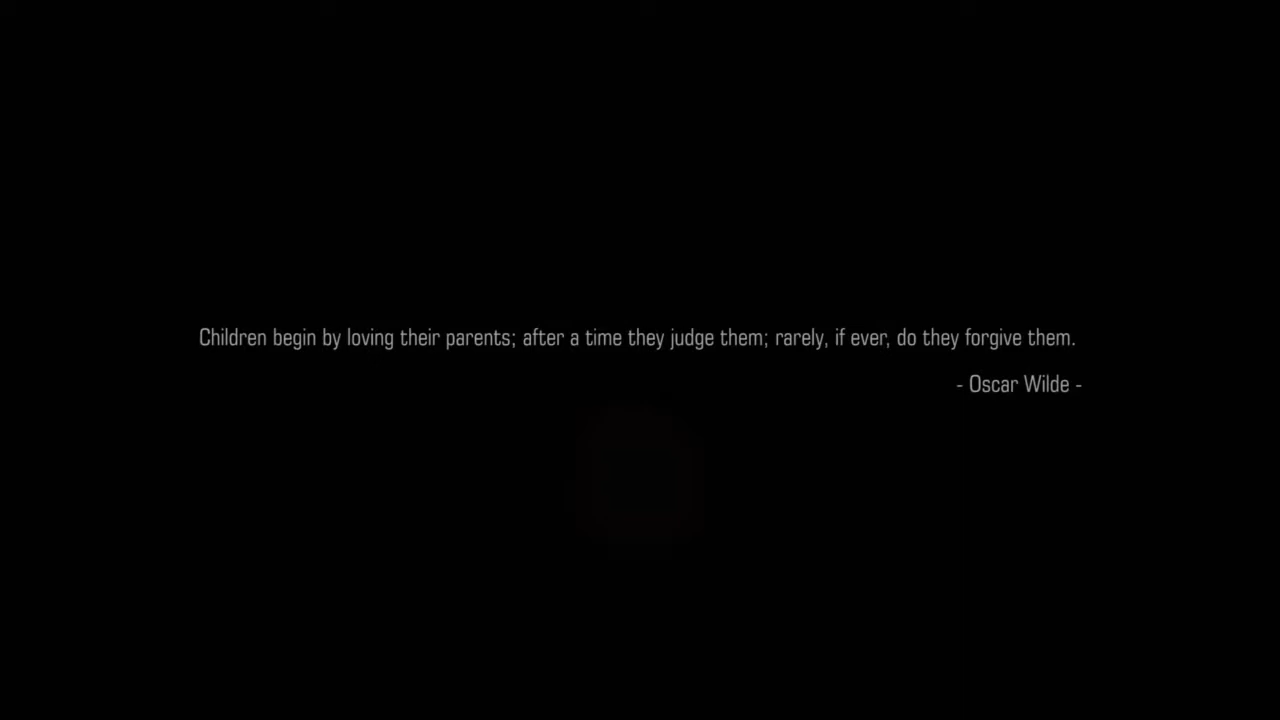 Children begin by loving their parents; after a time they judge them; rarely, if ever, do they forgive them.
- Oscar Wilde -